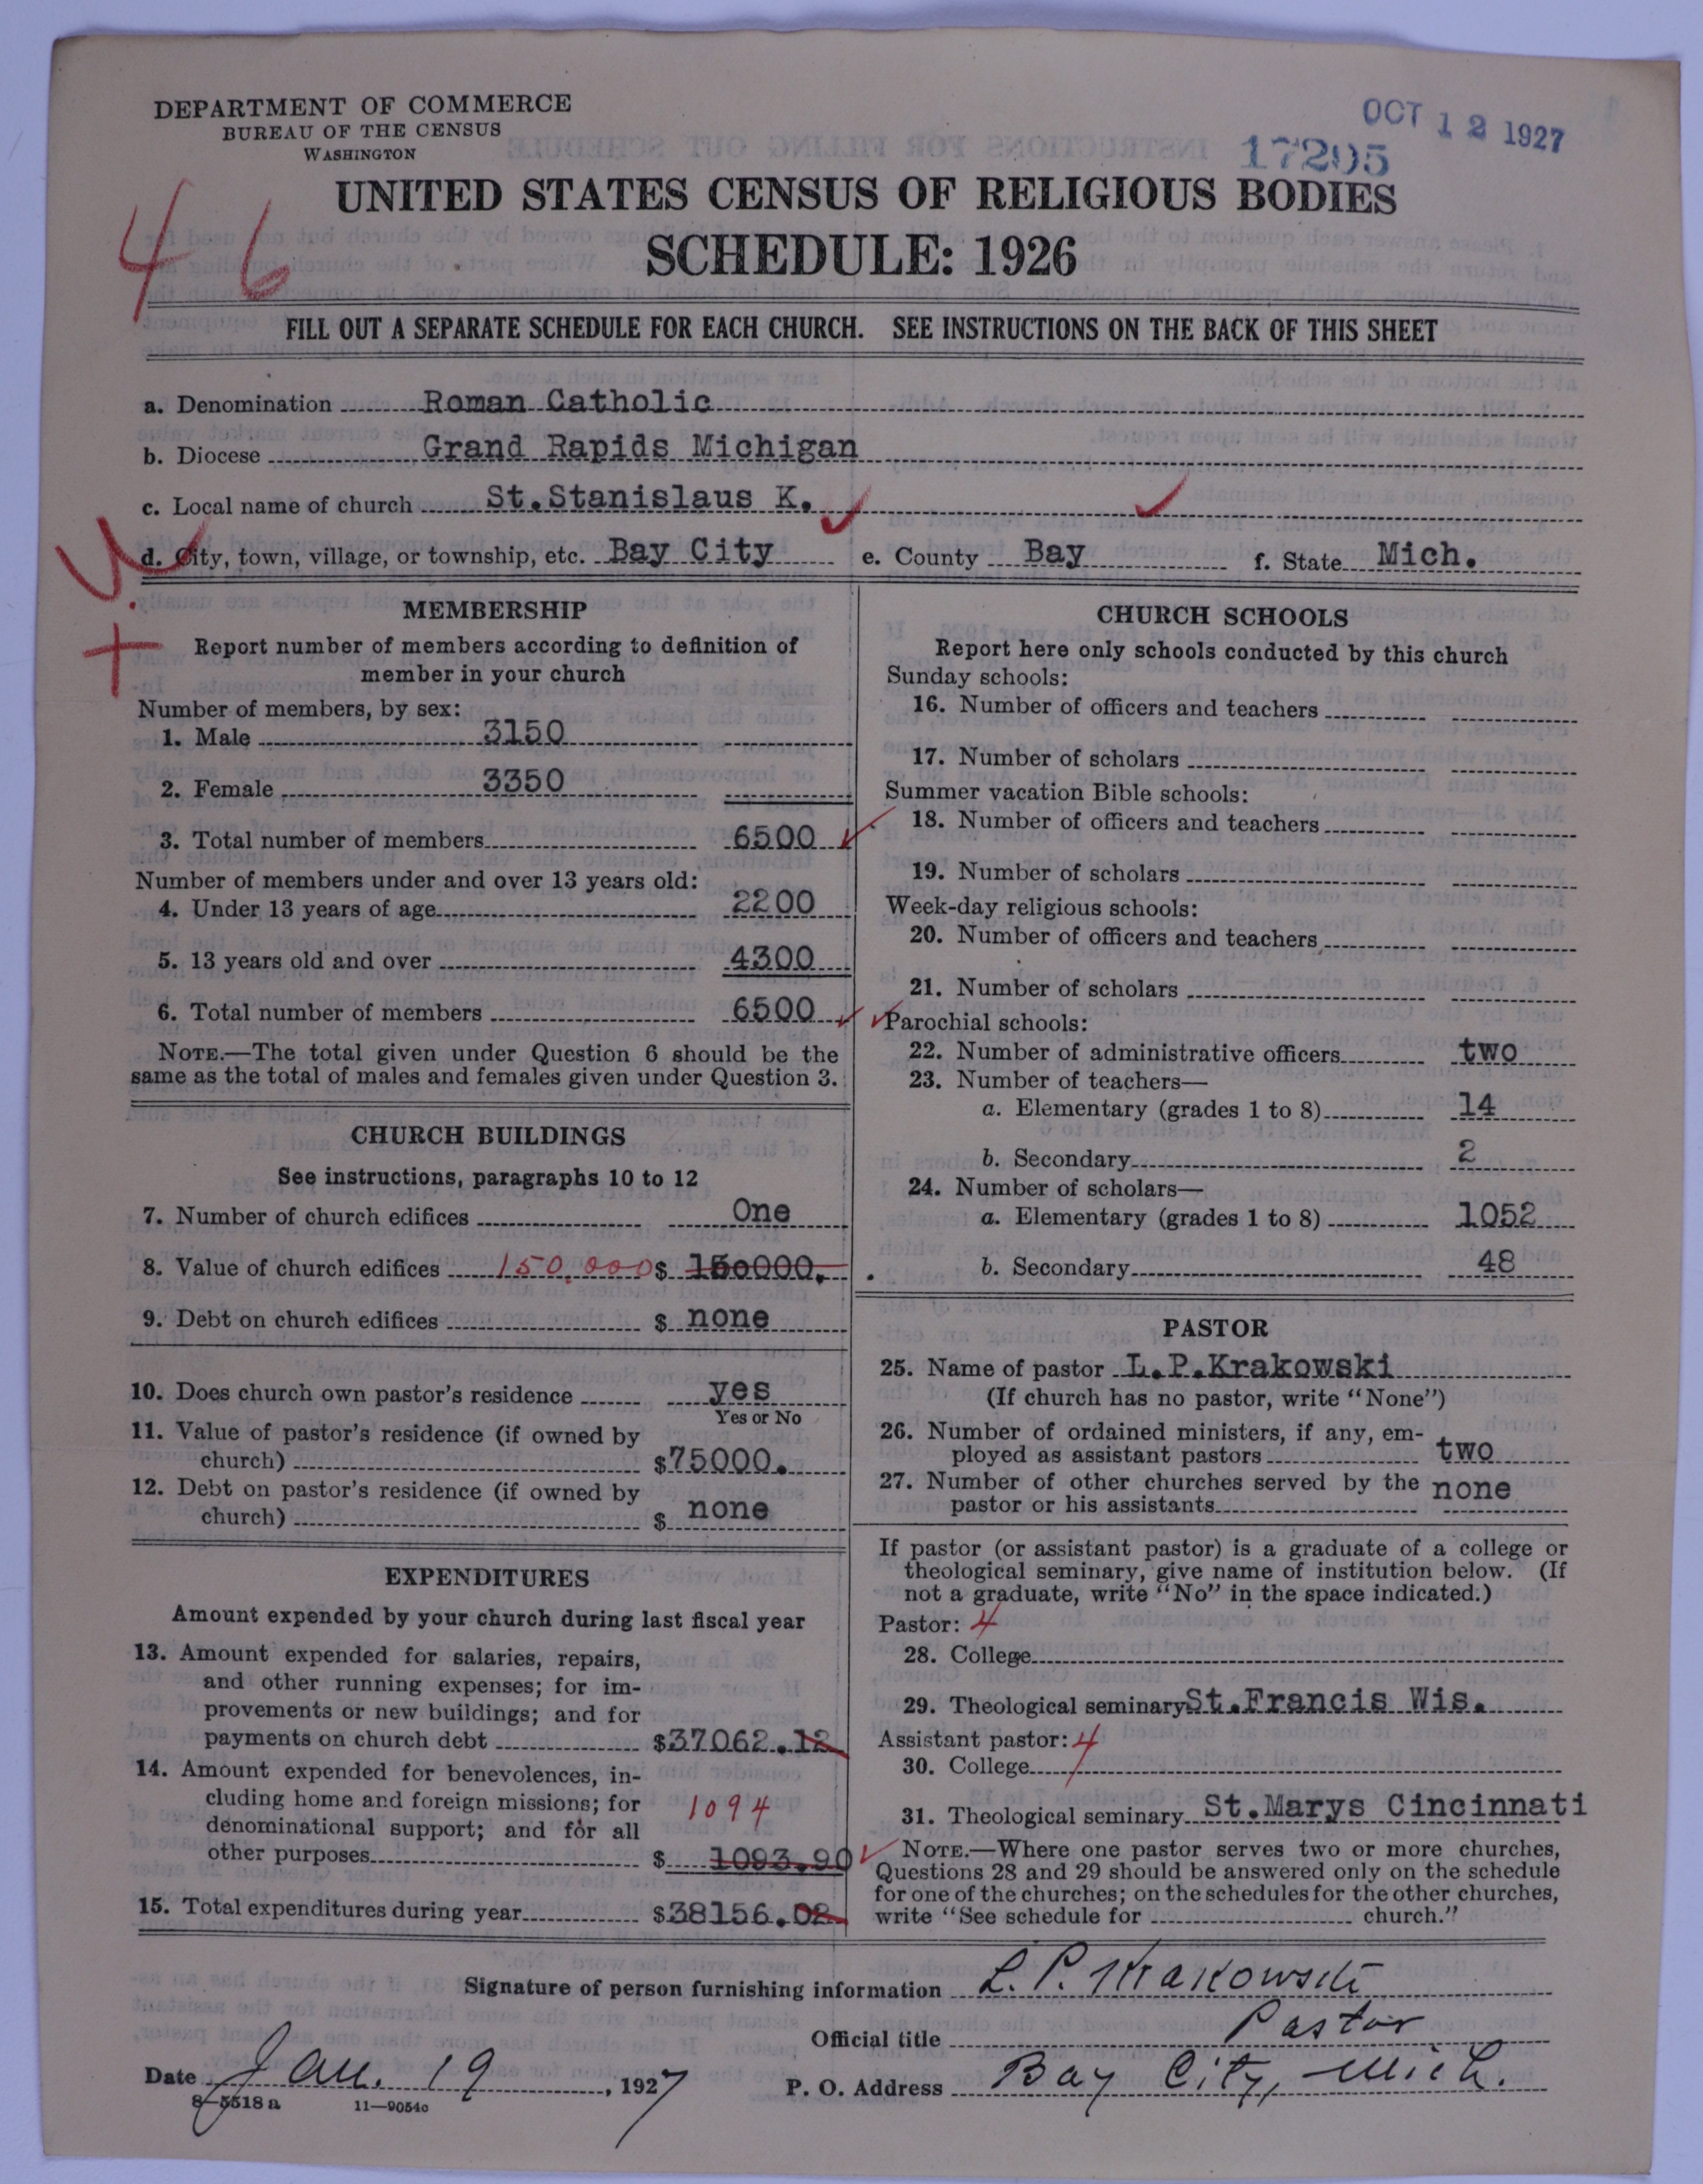 DEPARTMENT OF COMMERCE
BUREAU OF THE CENSUS
WASHINGTON
OCT 12 1927
17295
46
UNITED STATES CENSUS OF RELIGIOUS BODIES
SCHEDULE: 1926
FILL OUT A SEPARATE SCHEDULE FOR EACH CHURCH. SEE INSTRUCTIONS ON THE BACK OF THIS SHEET
a. Denomination Roman Catholic
b. Diocese Grand Rapids Michigan
c. Local name of church St.Stanislaus K.
d. City, town, village, or township, etc. Bay City e. County Bay f. State Mich.
MEMBERSHIP
Report number of members according to definition of
member in your church
Number of members, by sex:
1. Male 3150
2. Female 3350
3. Total number of members 6500
Number of members under and over 13 years old:
4. Under 13 years of age 2200
5. 13 years old and over 4300
6. Total number of members 6500
NOTE.—The total given under Question 6 should be the
same as the total of males and females given under Question 3.
CHURCH BUILDINGS
See instructions, paragraphs 10 to 12
7. Number of church edifices One
8. Value of church edifices 150,000 $ 150000.
9. Debt on church edifices $ none
10. Does church own pastor's residence yes
Yes or No
11. Value of pastor's residence (if owned by
church) $75000.
12. Debt on pastor's residence (if owned by
church) $ none
EXPENDITURES
Amount expended by your church during last fiscal year
13. Amount expended for salaries, repairs,
and other running expenses; for im-
provements or new buildings; and for
payments on church debt $37062.12
14. Amount expended for benevolences, in-
cluding home and foreign missions; for
denominational support; and for all 1094
other purposes $ 1093.90
15. Total expenditures during year $38156.02
CHURCH SCHOOLS
Report here only schools conducted by this church
Sunday schools:
16. Number of officers and teachers
17. Number of scholars
Summer vacation Bible schools:
18. Number of officers and teachers
19. Number of scholars
Week-day religious schools:
20. Number of officers and teachers
21. Number of scholars
Parochial schools:
22. Number of administrative officers two
23. Number of teachers—
a. Elementary (grades 1 to 8) 14
b. Secondary 2
24. Number of scholars—
a. Elementary (grades 1 to 8) 1052
b. Secondary 48
PASTOR
25. Name of pastor L.P.Krakowski
(If church has no pastor, write "None")
26. Number of ordained ministers, if any, em-
ployed as assistant pastors two
27. Number of other churches served by the
pastor or his assistants none
If pastor (or assistant pastor) is a graduate of a college or
theological seminary, give name of institution below. (If
not a graduate, write "No" in the space indicated.)
Pastor: 4
28. College
29. Theological seminary St.Francis Wis.
Assistant pastor: 4
30. College
31. Theological seminary St.Marys Cincinnati
NOTE.—Where one pastor serves two or more churches,
Questions 28 and 29 should be answered only on the schedule
for one of the churches; on the schedules for the other churches,
write "See schedule for church."
Signature of person furnishing information L. P. Krakowski
Official title Pastor
Date Jan. 19, 1927 P. O. Address Bay City, Mich.
8—5518 a 11—9054c